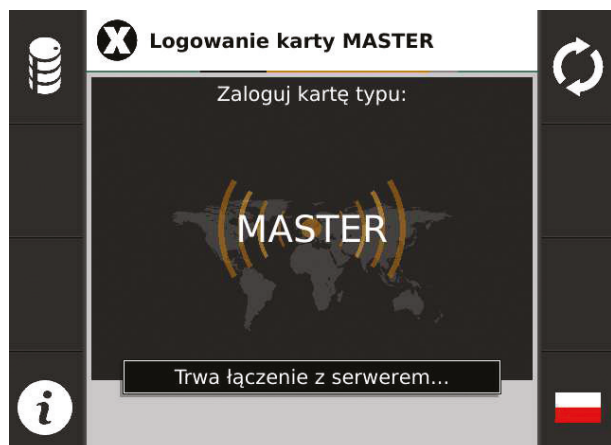 Logowanie karty MASTER
Zaloguj kartę typu:
MASTER
Trwa łączenie z serwerem...